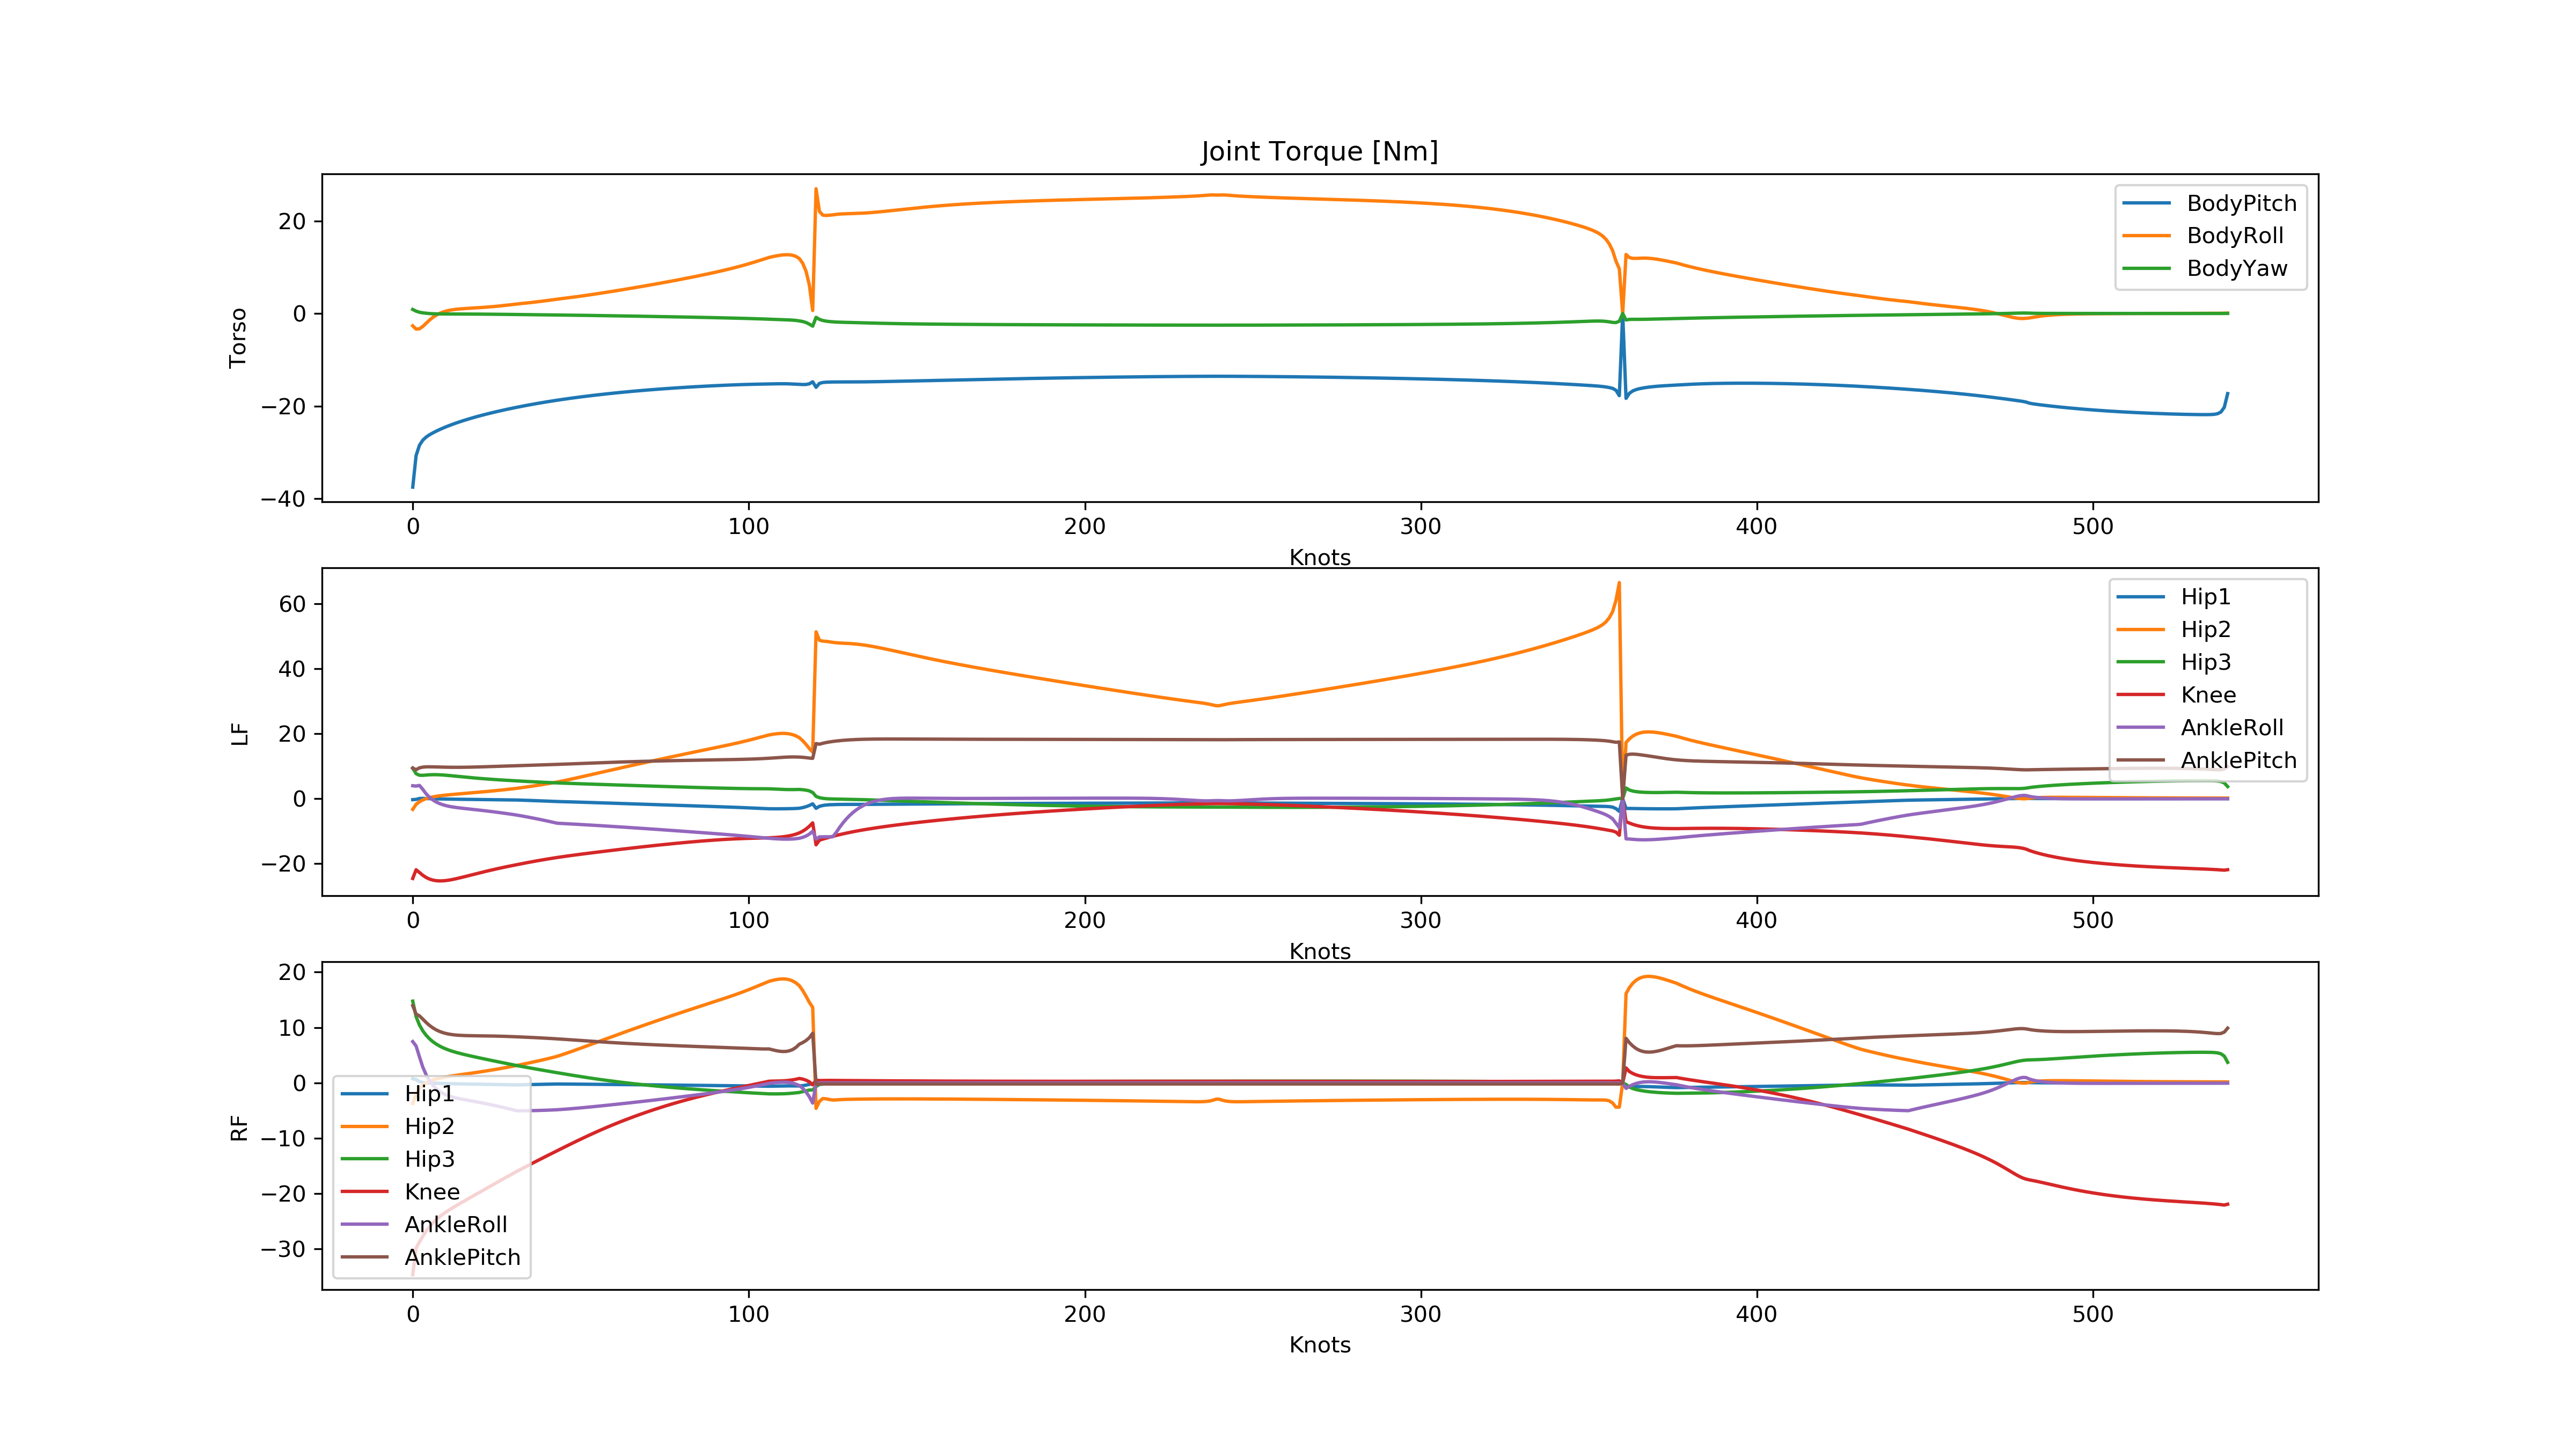 Joint Torque [Nm]
Torso
20
0
−20
−40
BodyPitch
BodyRoll
BodyYaw
0 100 200 300 400 500
Knots
LF
60
40
20
0
−20
Hip1
Hip2
Hip3
Knee
AnkleRoll
AnklePitch
0 100 200 300 400 500
Knots
RF
20
10
0
−10
−20
−30
Hip1
Hip2
Hip3
Knee
AnkleRoll
AnklePitch
0 100 200 300 400 500
Knots